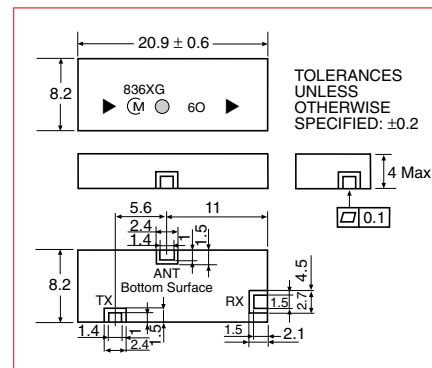 20.9 ± 0.6
8.2
836XG
M 6O
TOLERANCES
UNLESS
OTHERWISE
SPECIFIED: ±0.2
4 Max
0.1
5.6
11
2.4
1.4
1
1.5
8.2
ANT
Bottom Surface
TX
RX
4.5
2.7
1.5
1.5
2.1
1.4
1
1.5
2.4